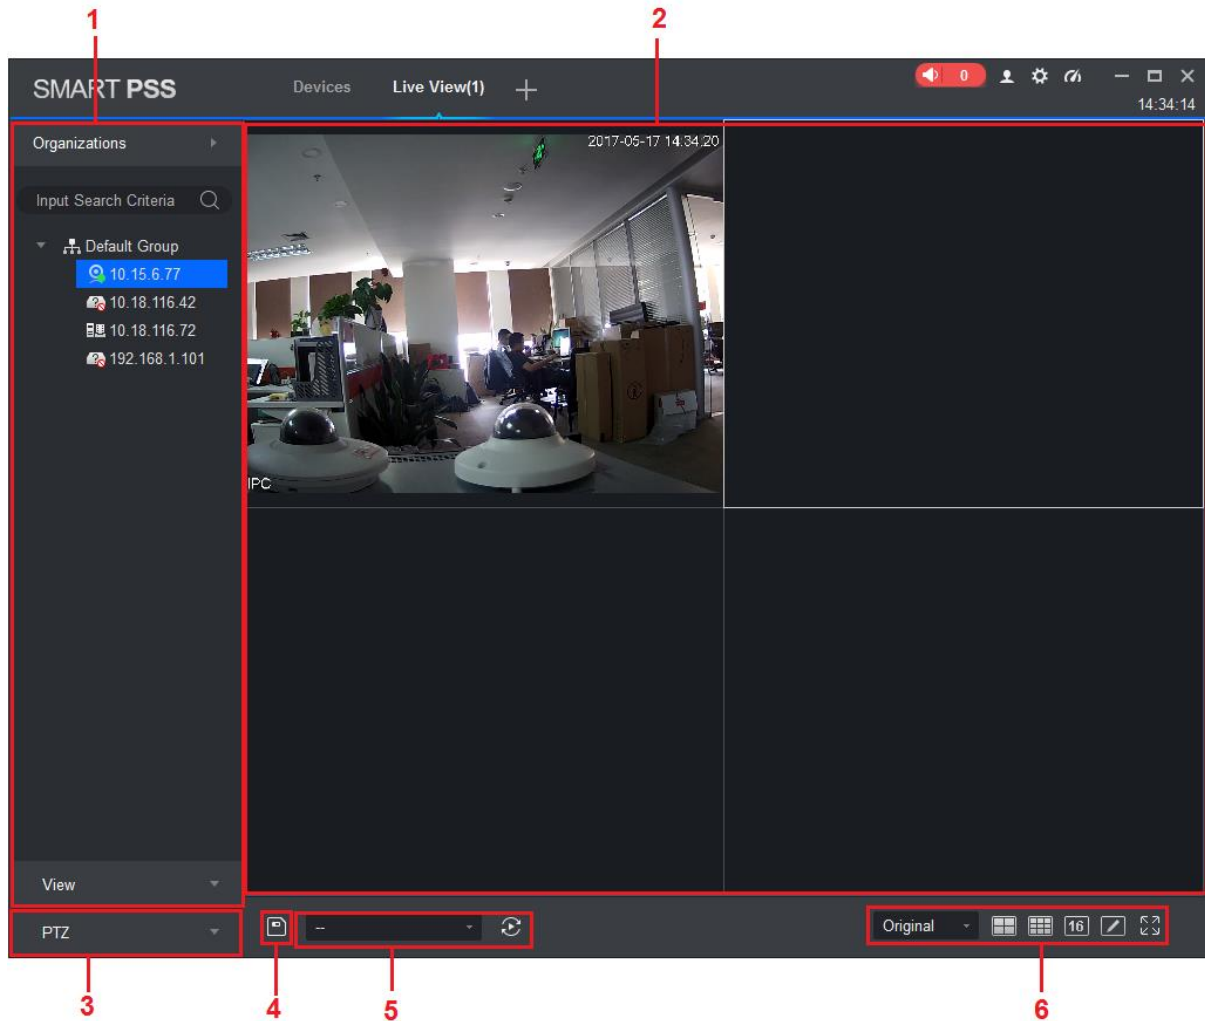 1
2
SMART PSS
Devices
Live View(1)
0
14:34:14
Organizations
2017-05-17 14:34:20
Input Search Criteria
Default Group
10.15.6.77
10.18.116.42
10.18.116.72
192.168.1.101
IPC
View
PTZ
--
Original
16
3
4
5
6